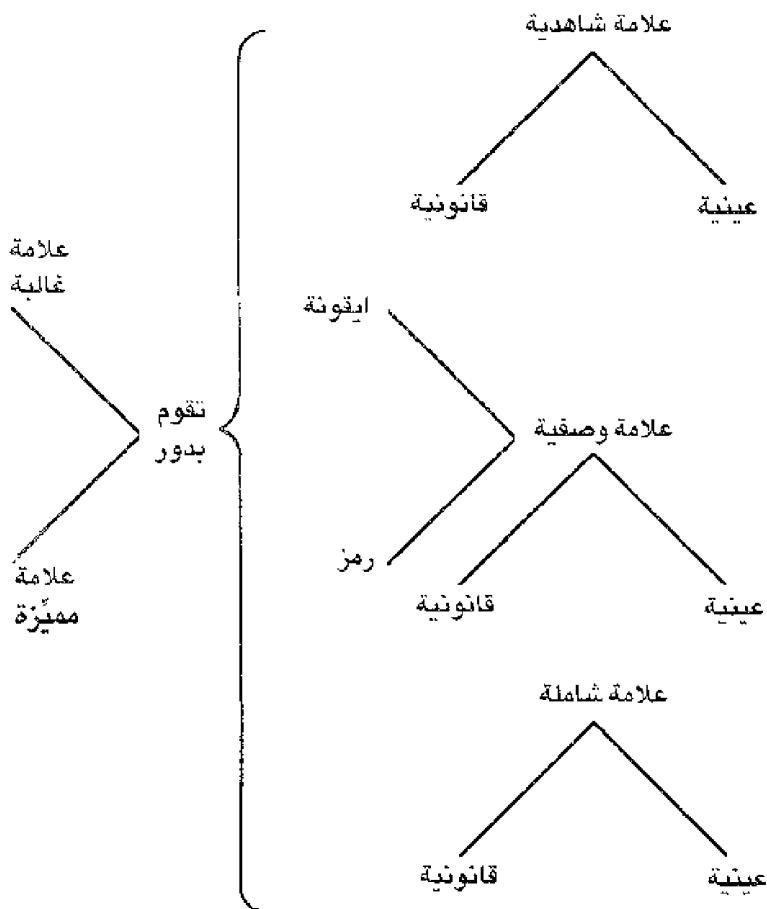 علامة شاهدية
عينية
قانونية
ايقونة
علامة وصفية
رمز
عينية
قانونية
علامة شاملة
عينية
قانونية
تقوم
بدور
علامة
غالبة
علامة
مميِّزة